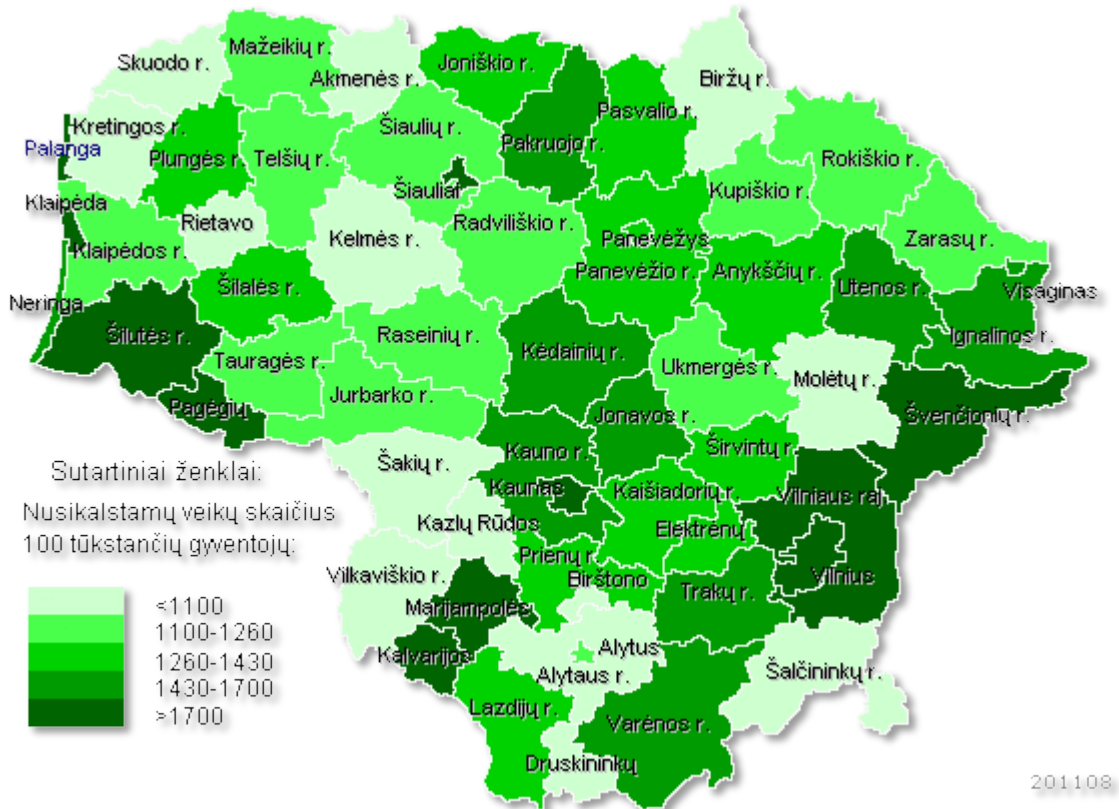 Skuodo r.
Mažeikių r.
Akmenės r.
Joniškio r.
Biržų r.
Kretingos r.
Palanga
Plungės r.
Telšių r.
Šiaulių r.
Pakruojo r.
Pasvalio r.
Rokiškio r.
Šiauliai
Kupiškio r.
Klaipėda
Rietavo
Kelmės r.
Radviliškio r.
Panevėžys
Klaipėdos r.
Zarasų r.
Šilalės r.
Panevėžio r.
Anykščių r.
Utenos r.
Visaginas
Neringa
Šilutės r.
Raseinių r.
Kėdainių r.
Ignalinos r.
Tauragės r.
Ukmergės r.
Molėtų r.
Jurbarko r.
Pagėgių
Jonavos r.
Švenčionių r.
Kauno r.
Širvintų r.
Šakių r.
Kaunas
Kaišiadorių r.
Vilniaus raj.
Kazlų Rūdos
Elektrėnų
Prienų r.
Vilkaviškio r.
Birštono
Vilnius
Trakų r.
Marijampolės
Alytus
Kalvarijos
Alytaus r.
Šalčininkų r.
Lazdijų r.
Varėnos r.
Druskininkų
Sutartiniai ženklai:
Nusikalstamų veikų skaičius
100 tūkstančių gyventojų:
<1100
1100-1260
1260-1430
1430-1700
>1700
201108